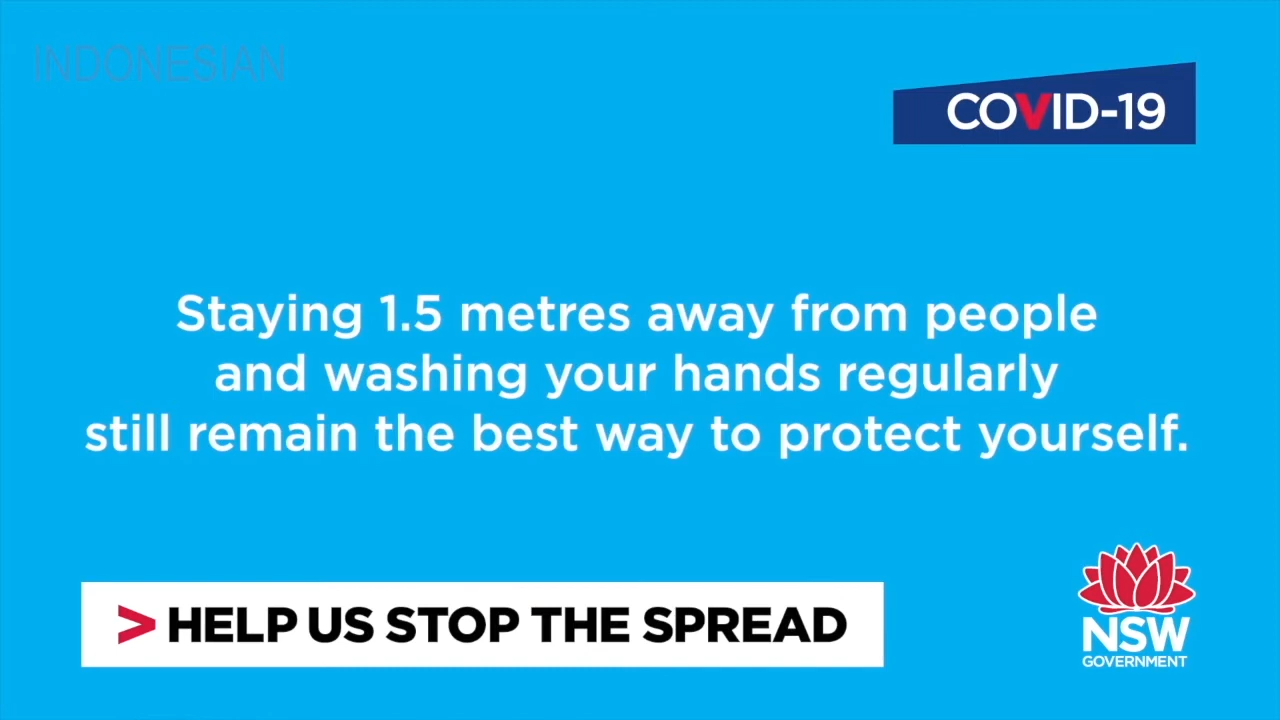 INDONESIAN
COVID-19
Staying 1.5 metres away from people
and washing your hands regularly
still remain the best way to protect yourself.
> HELP US STOP THE SPREAD
NSW
GOVERNMENT